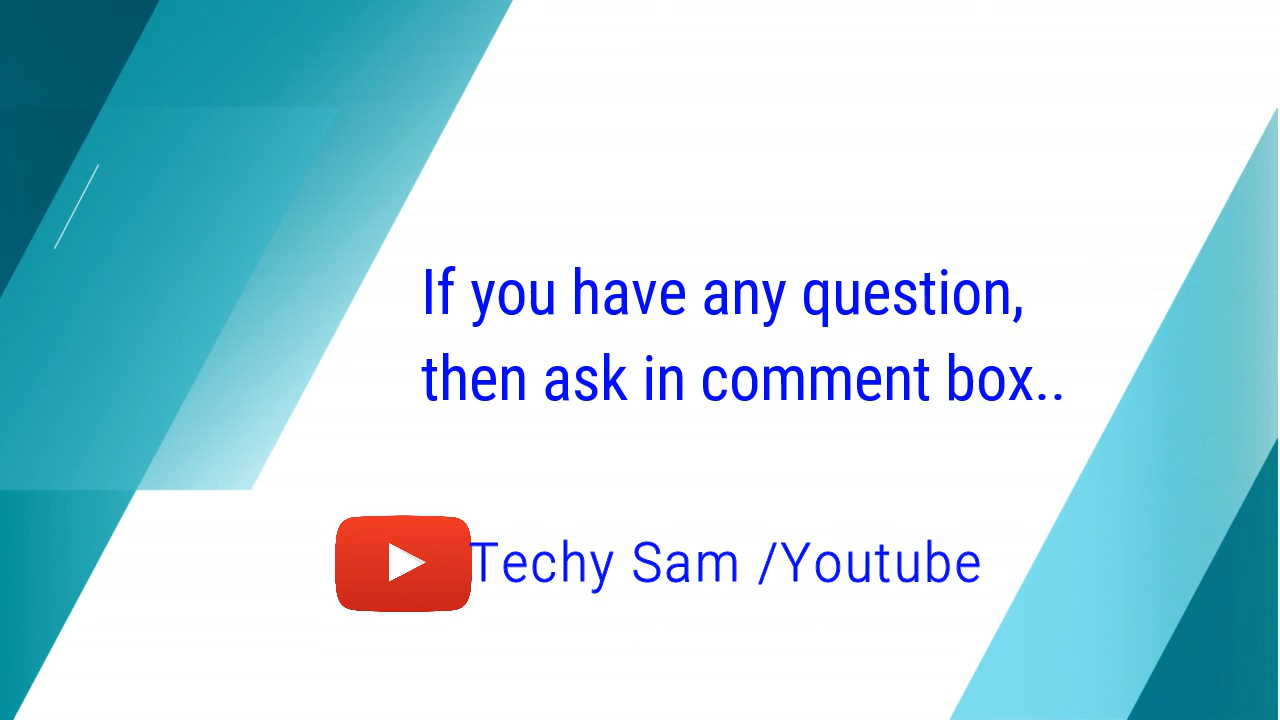 If you have any question,
then ask in comment box..
Techy Sam /Youtube